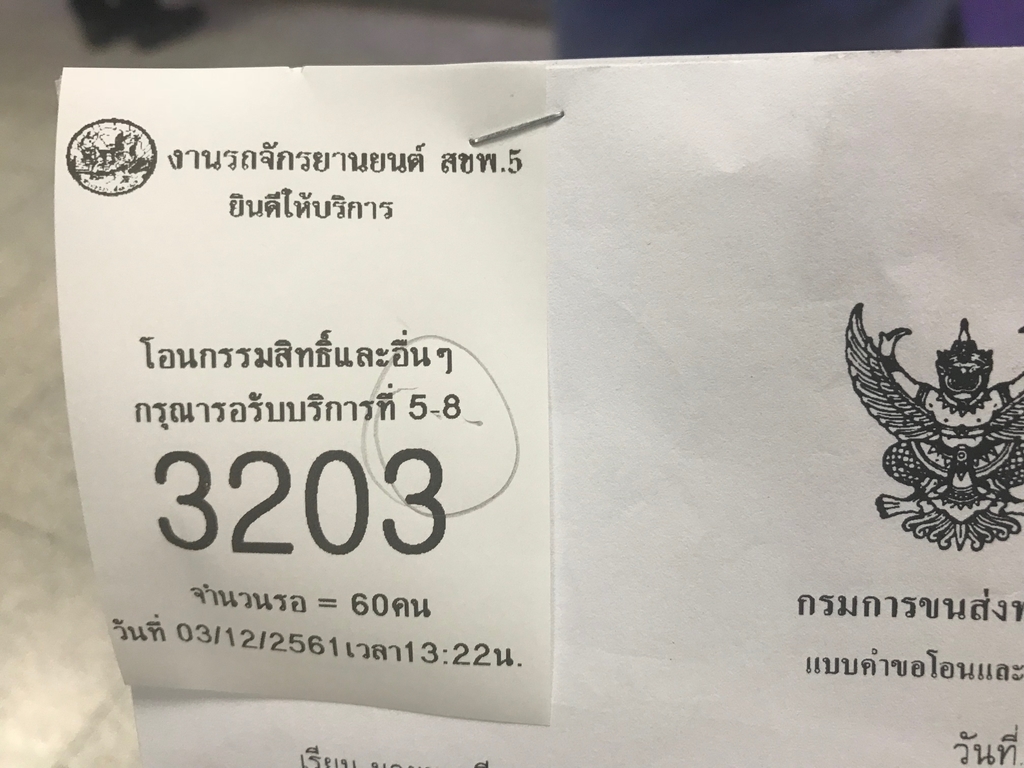 งานรถจักรยานยนต์ สขพ.5
ยินดีให้บริการ
โอนกรรมสิทธิ์และอื่นๆ
กรุณารอรับบริการที่ 5-8
3203
จำนวนรอ = 60คน
วันที่ 03/12/2561เวลา13:22น.
กรมการขนส่งท
แบบคำขอโอนและ
วันที่.
เรียน